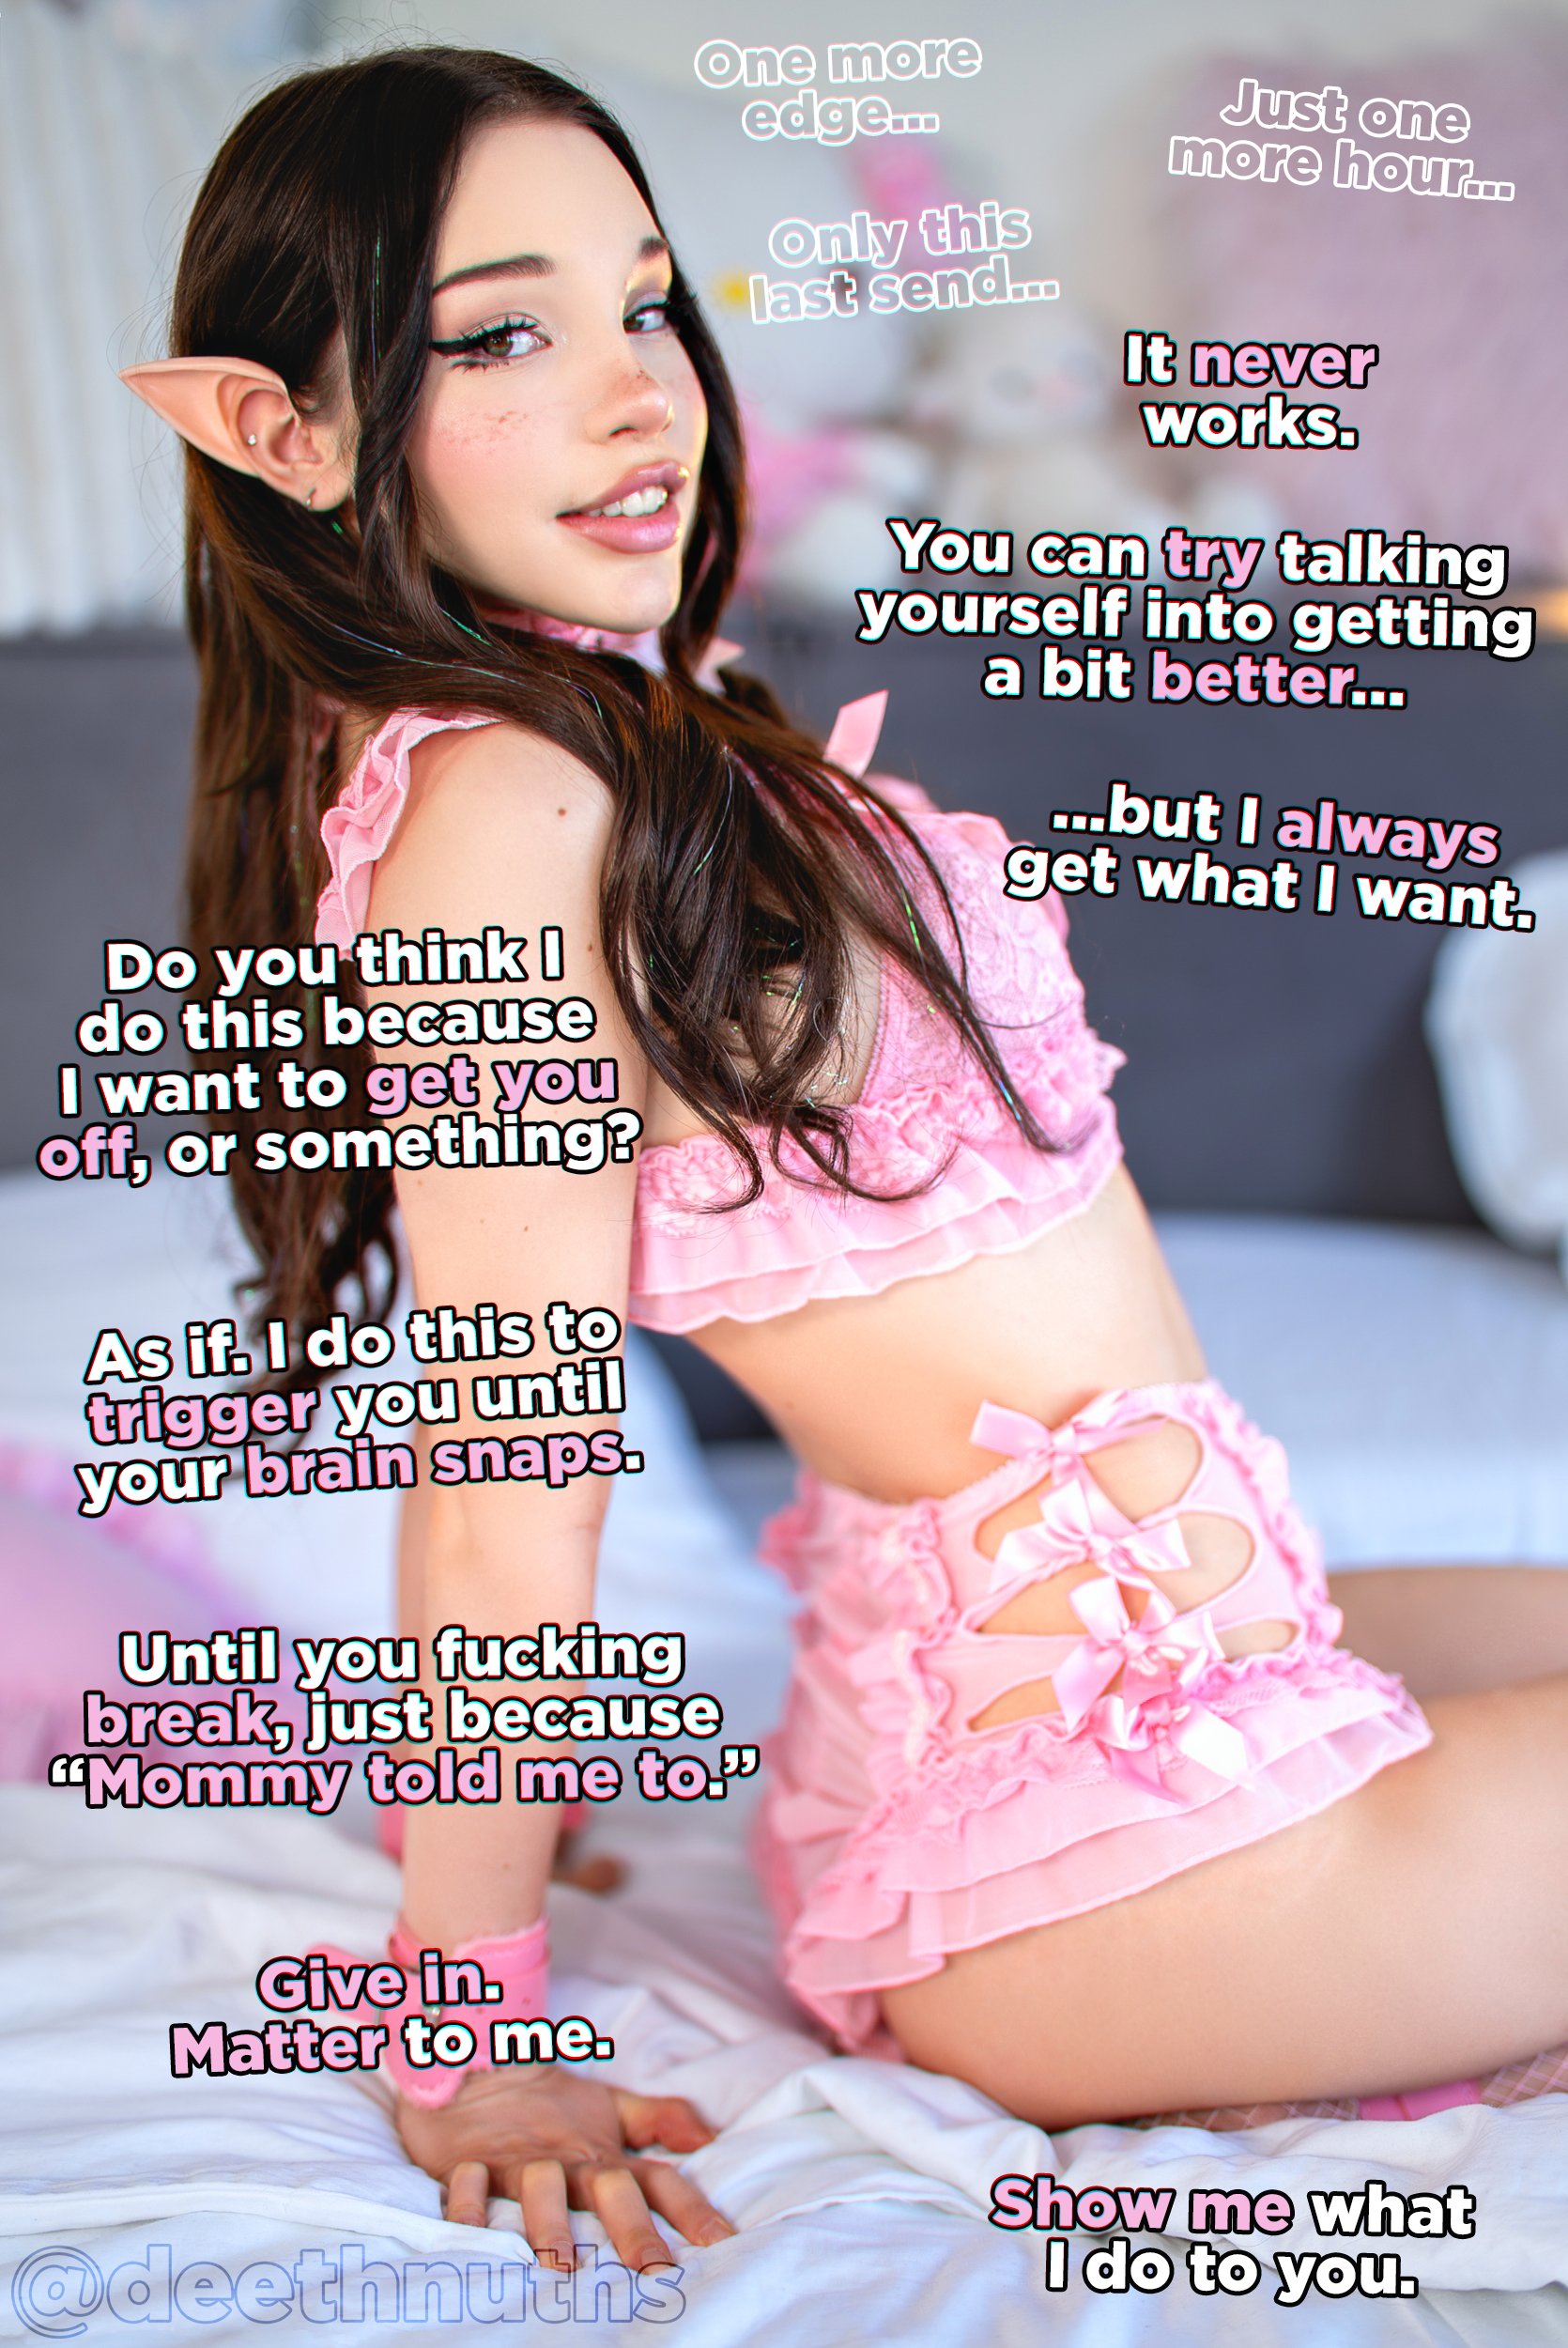 One more
edge...
Just one
more hour...
Only this
last send...
It never
works.
You can try talking
yourself into getting
a bit better...
...but I always
get what I want.
Do you think I
do this because
I want to get you
off, or something?
As if. I do this to
trigger you until
your brain snaps.
Until you fucking
break, just because
“Mommy told me to.”
Give in.
Matter to me.
Show me what
I do to you.
@deethnuths